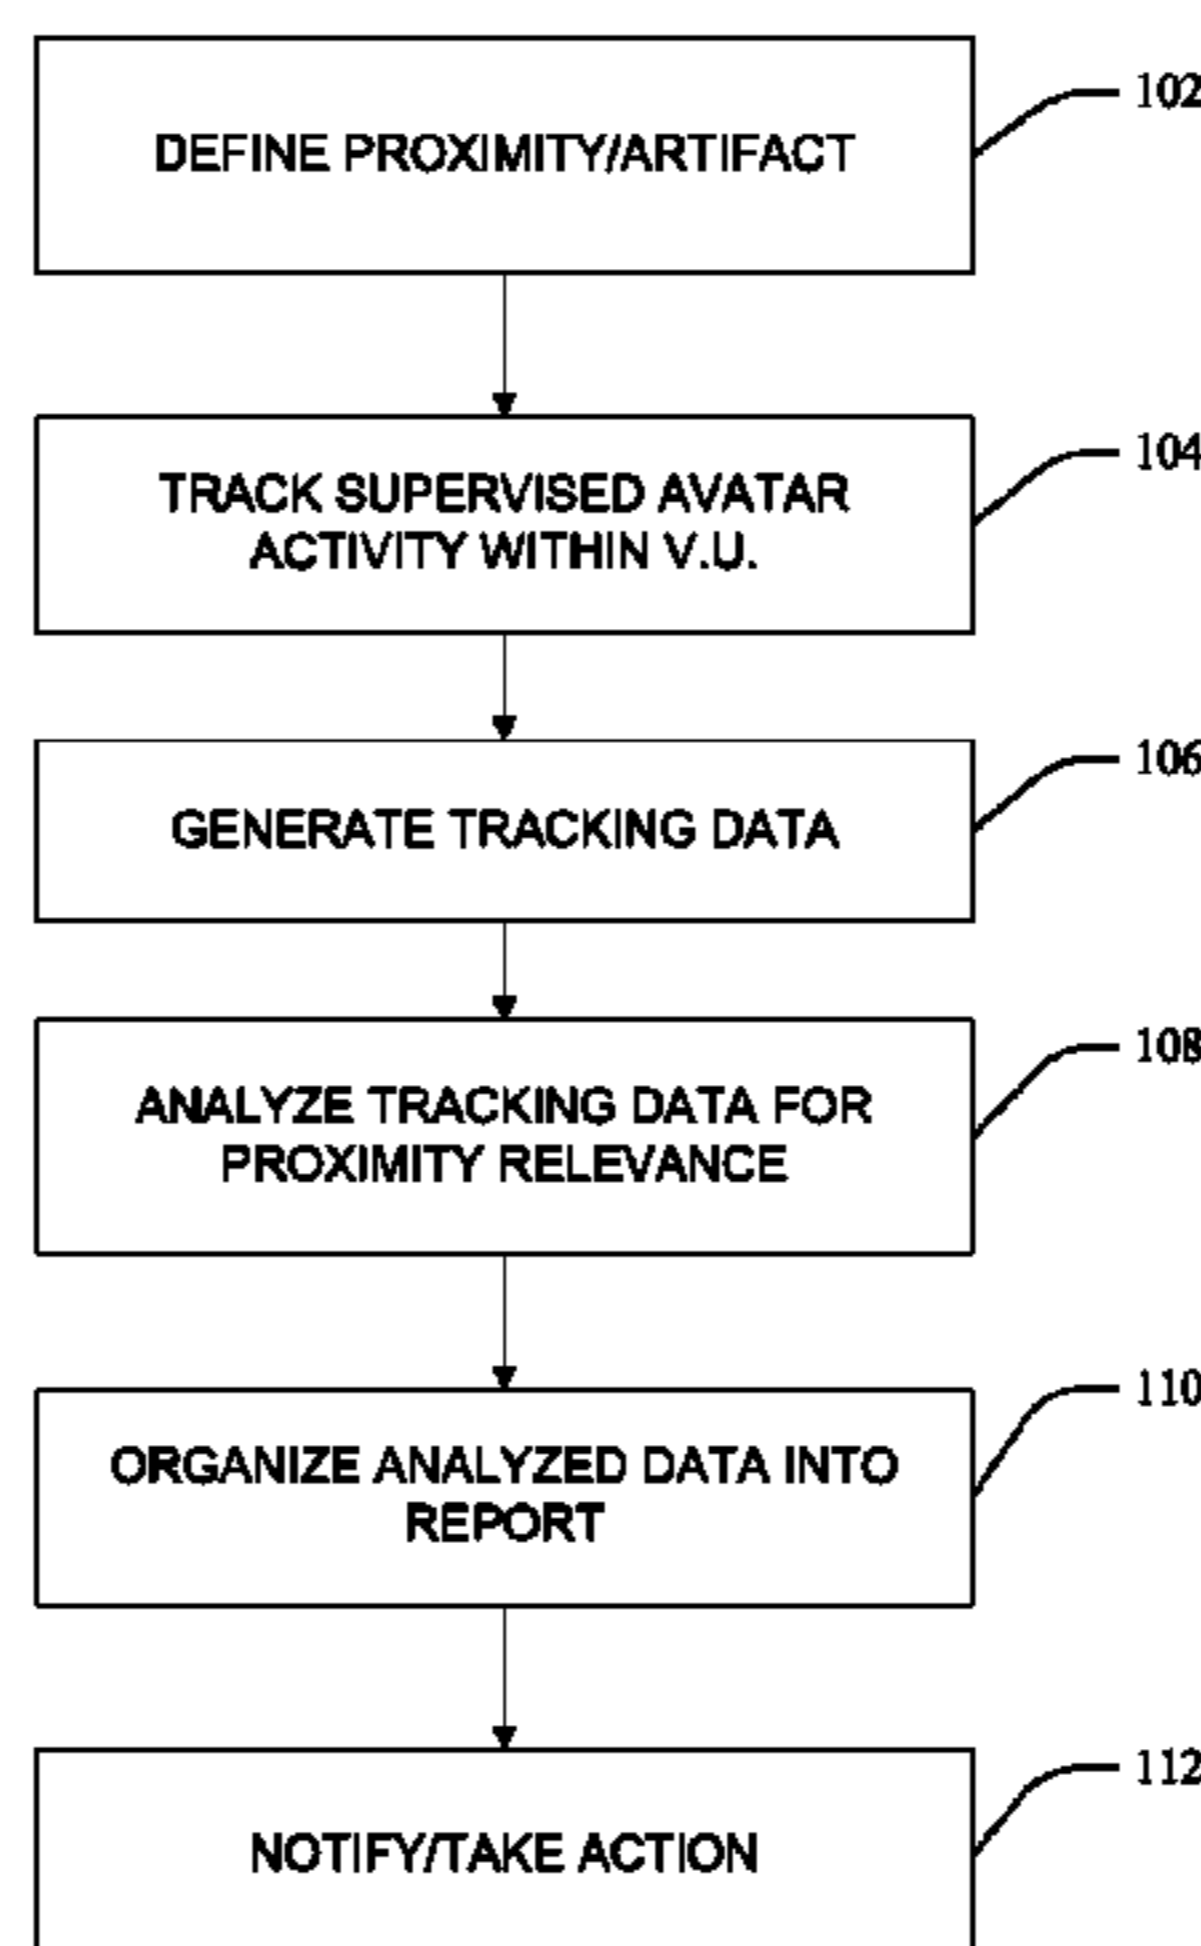 DEFINE PROXIMITY/ARTIFACT
102
TRACK SUPERVISED AVATAR
ACTIVITY WITHIN V.U.
104
GENERATE TRACKING DATA
106
ANALYZE TRACKING DATA FOR
PROXIMITY RELEVANCE
108
ORGANIZE ANALYZED DATA INTO
REPORT
110
NOTIFY/TAKE ACTION
112